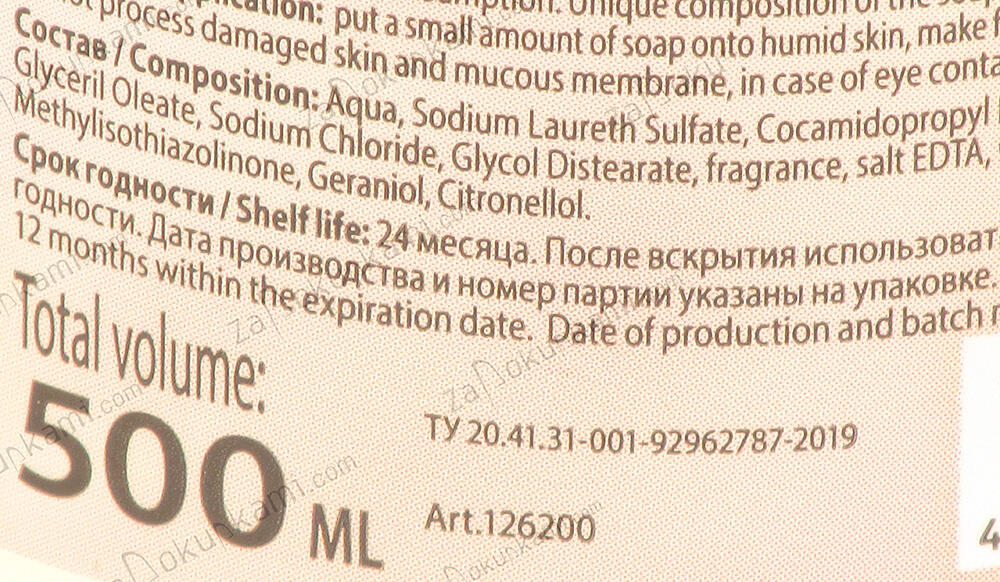 put a small amount of soap onto humid skin, make
process damaged skin and mucous membrane, in case of eye
Состав / Composition: Aqua, Sodium Laureth Sulfate, Cocamidopropyl
Glyceril Oleate, Sodium Chloride, Glycol Distearate, fragrance, salt EDTA,
Methylisothiazolinone, Geraniol, Citronellol.
Срок годности / Shelf life: 24 месяца. После вскрытия
годности. Дата производства и номер партии указаны на упаковке.
12 months within the expiration date. Date of production and batch
Total volume:
500 ML
ТУ 20.41.31-001-92962787-2019
Art.126200
4